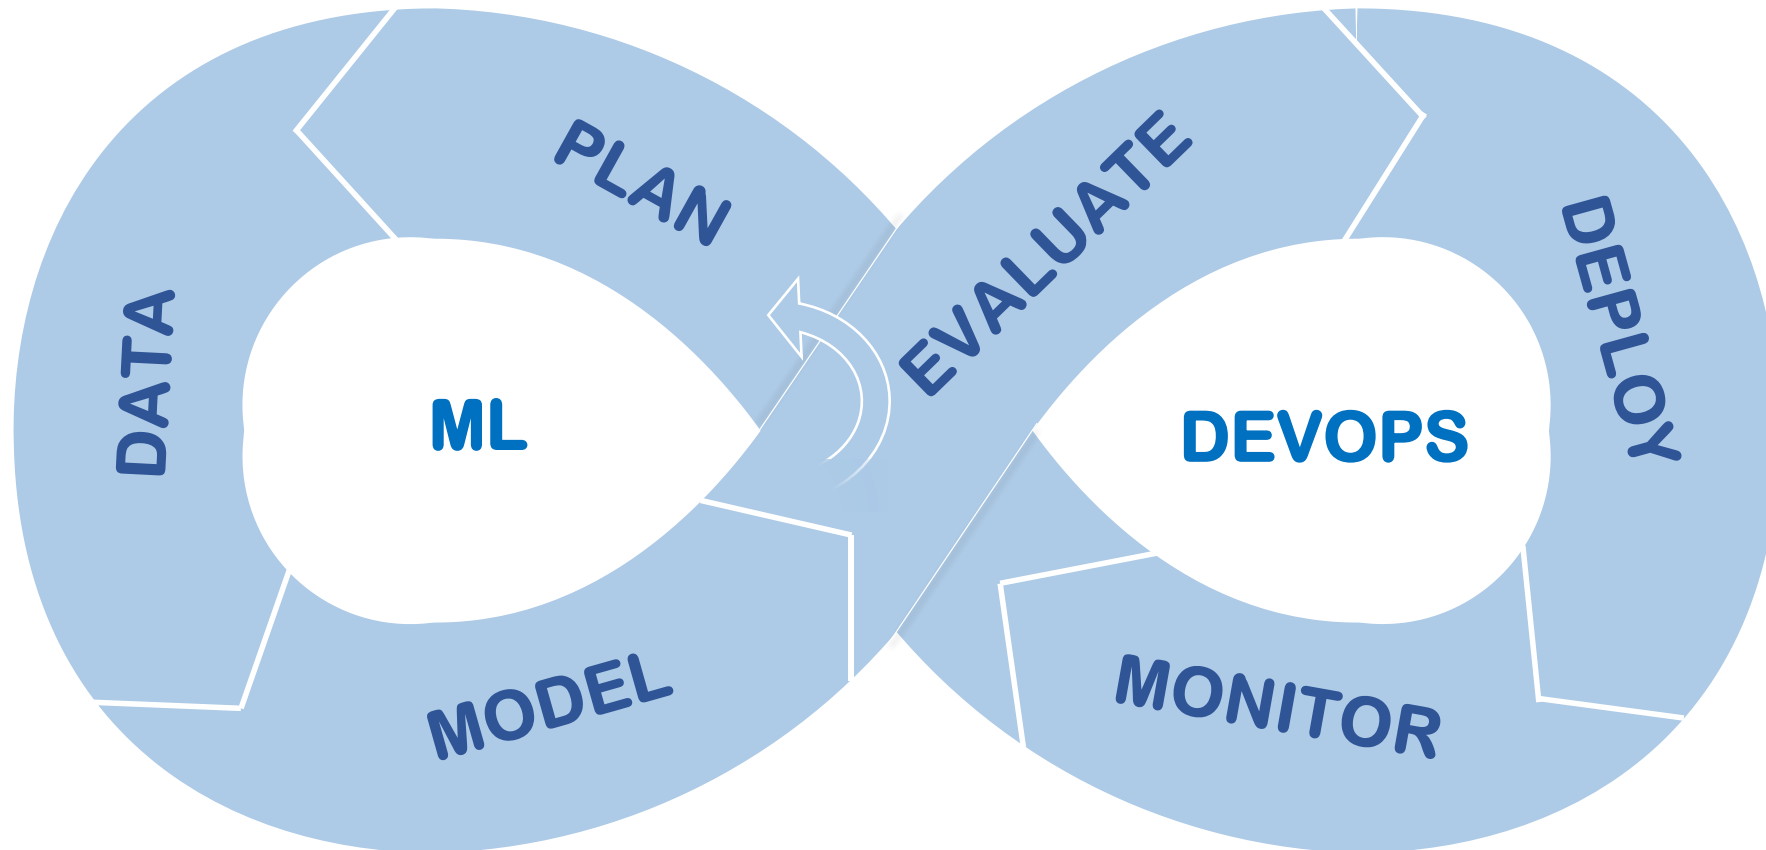 PLAN
DATA
MODEL
EVALUATE
DEPLOY
MONITOR
ML
DEVOPS